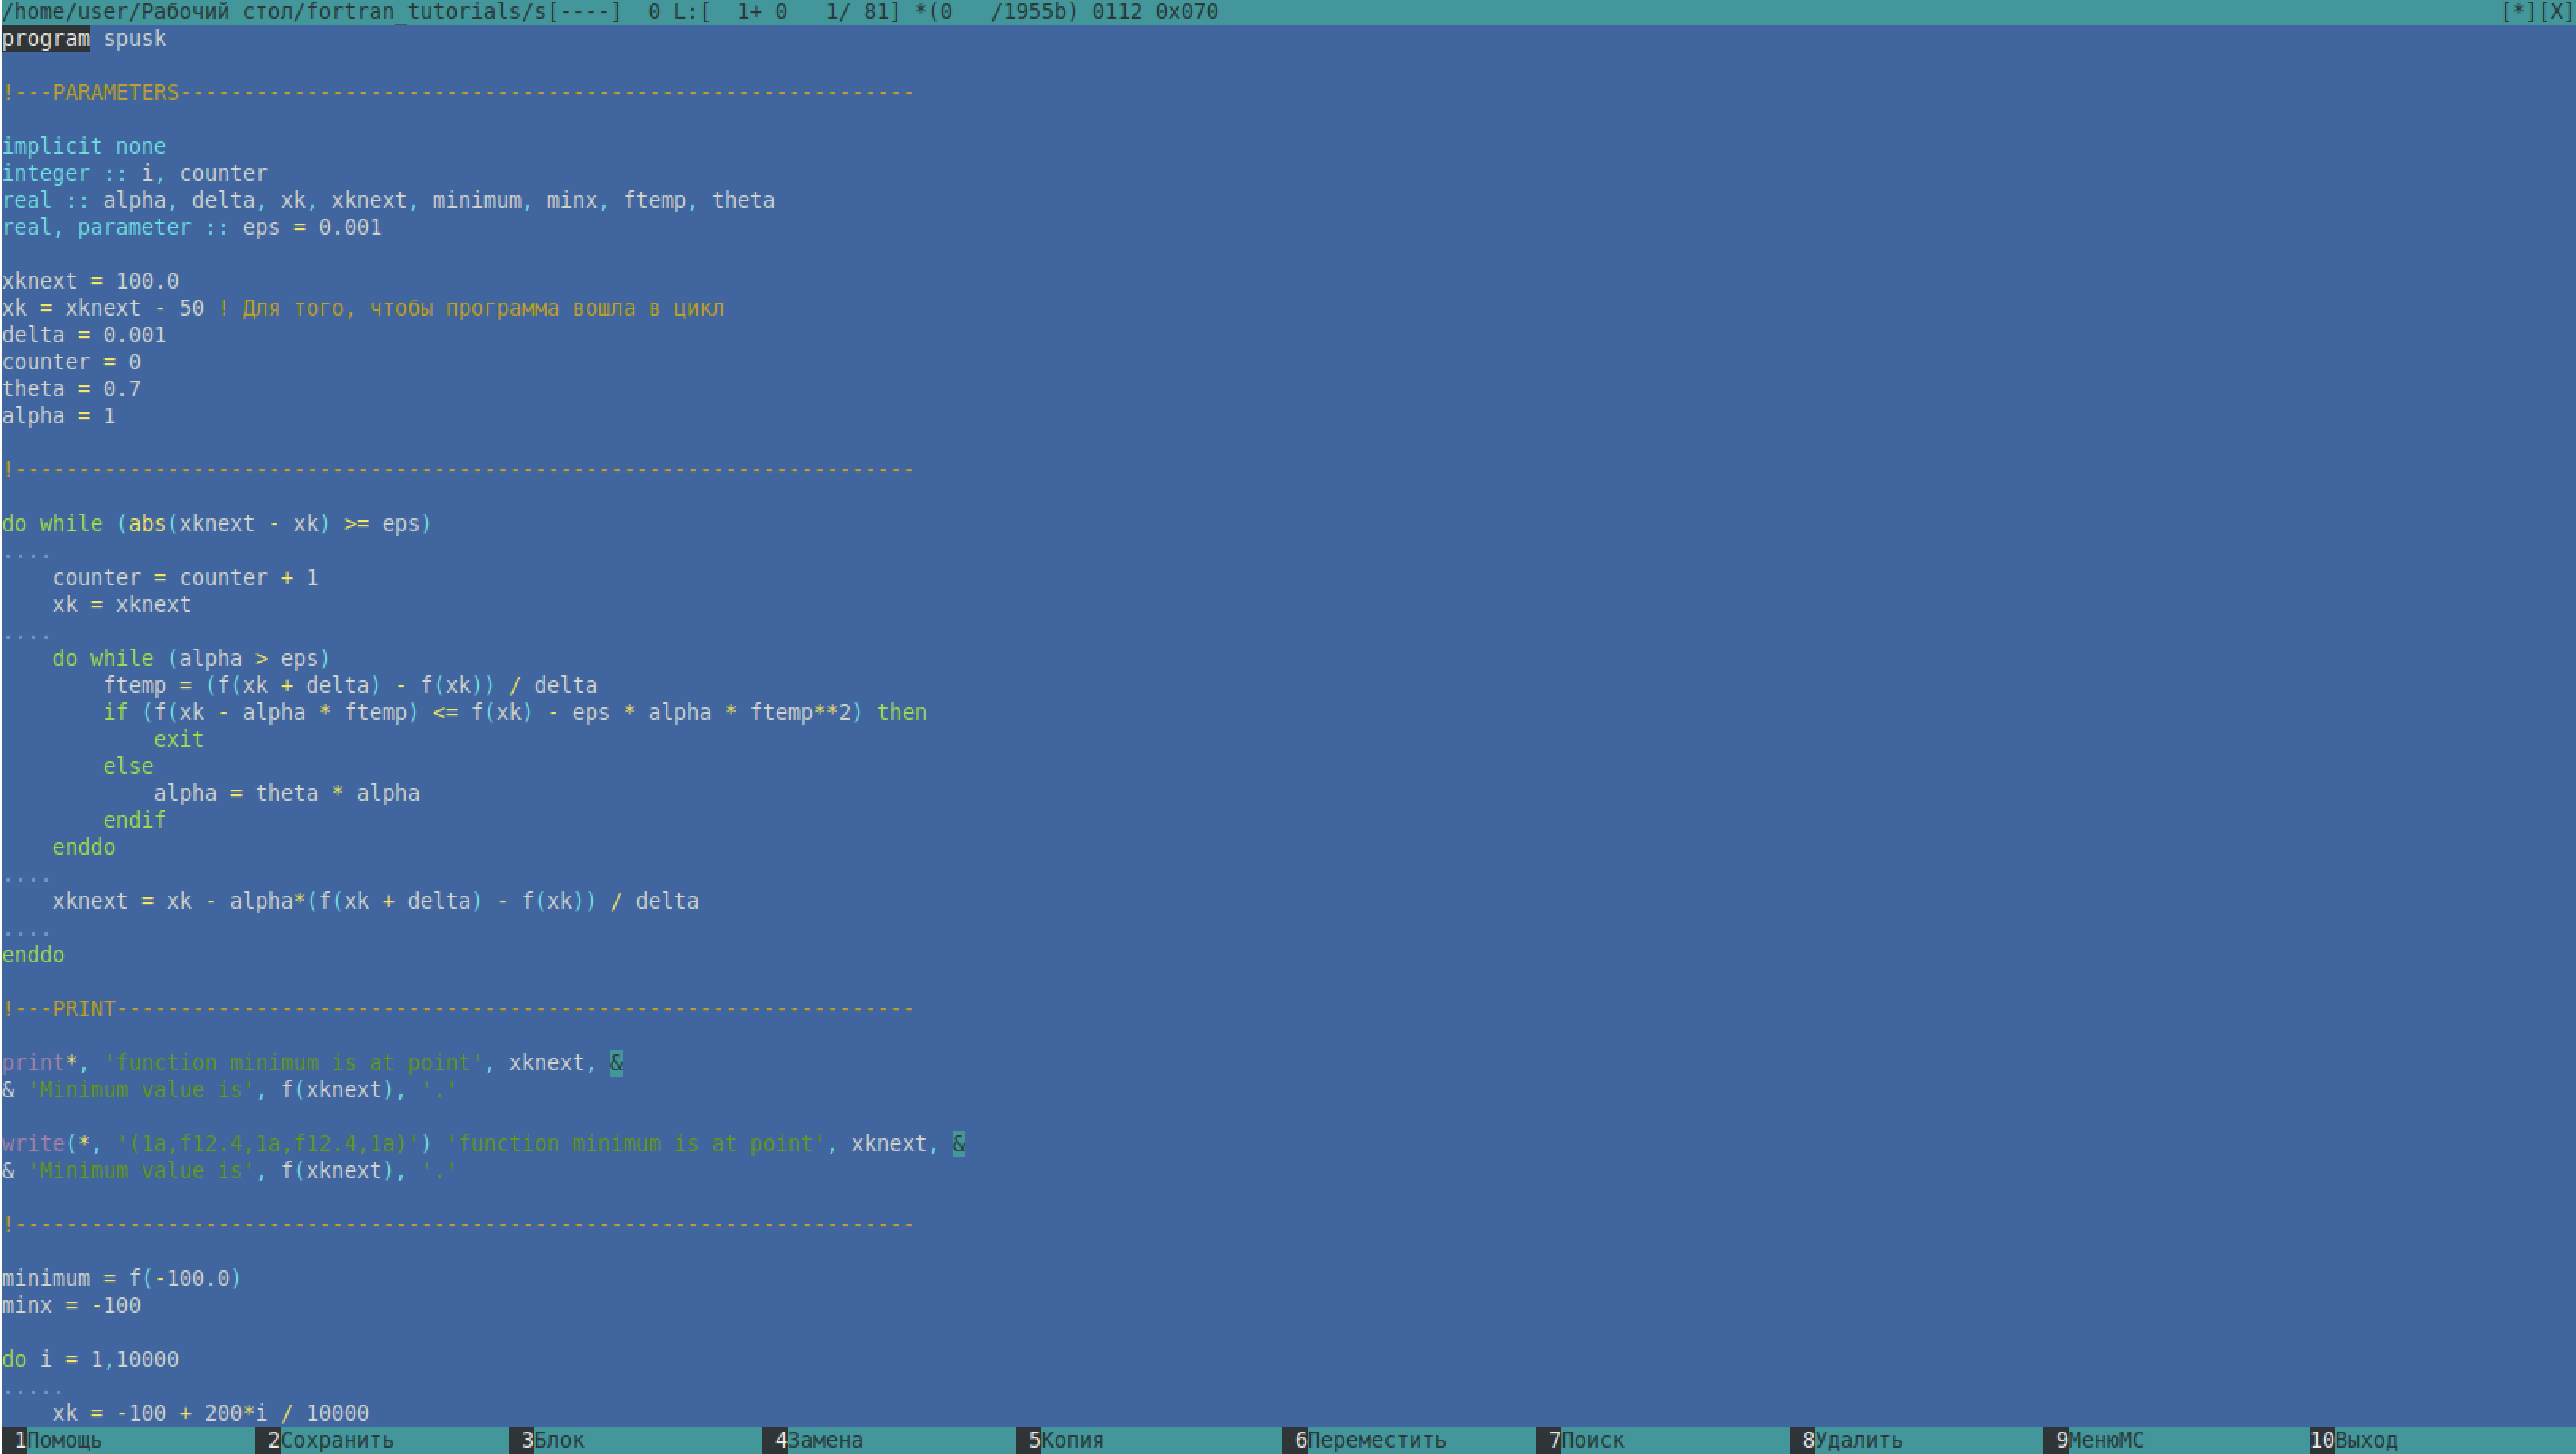 /home/user/Рабочий стол/fortran_tutorials/s[----]  0 L:[  1+ 0   1/ 81] *(0   /1955b) 0112 0x070 [*][X]
program spusk
!---PARAMETERS----------------------------------------------------------
implicit none
integer :: i, counter
real :: alpha, delta, xk, xknext, minimum, minx, ftemp, theta
real, parameter :: eps = 0.001
xknext = 100.0
xk = xknext - 50 ! Для того, чтобы программа вошла в цикл
delta = 0.001
counter = 0
theta = 0.7
alpha = 1
!-----------------------------------------------------------------------
do while (abs(xknext - xk) >= eps)
....
    counter = counter + 1
    xk = xknext
....
    do while (alpha > eps)
        ftemp = (f(xk + delta) - f(xk)) / delta
        if (f(xk - alpha * ftemp) <= f(xk) - eps * alpha * ftemp**2) then
            exit
        else
            alpha = theta * alpha
        endif
    enddo
....
    xknext = xk - alpha*(f(xk + delta) - f(xk)) / delta
....
enddo
!---PRINT---------------------------------------------------------------
print*, 'function minimum is at point', xknext, &
& 'Minimum value is', f(xknext), '.'
write(*, '(1a,f12.4,1a,f12.4,1a)') 'function minimum is at point', xknext, &
& 'Minimum value is', f(xknext), '.'
!-----------------------------------------------------------------------
minimum = f(-100.0)
minx = -100
do i = 1,10000
.....
    xk = -100 + 200*i / 10000
1Помощь 2Сохранить 3Блок 4Замена 5Копия 6Переместить 7Поиск 8Удалить 9МенюМС 10Выход